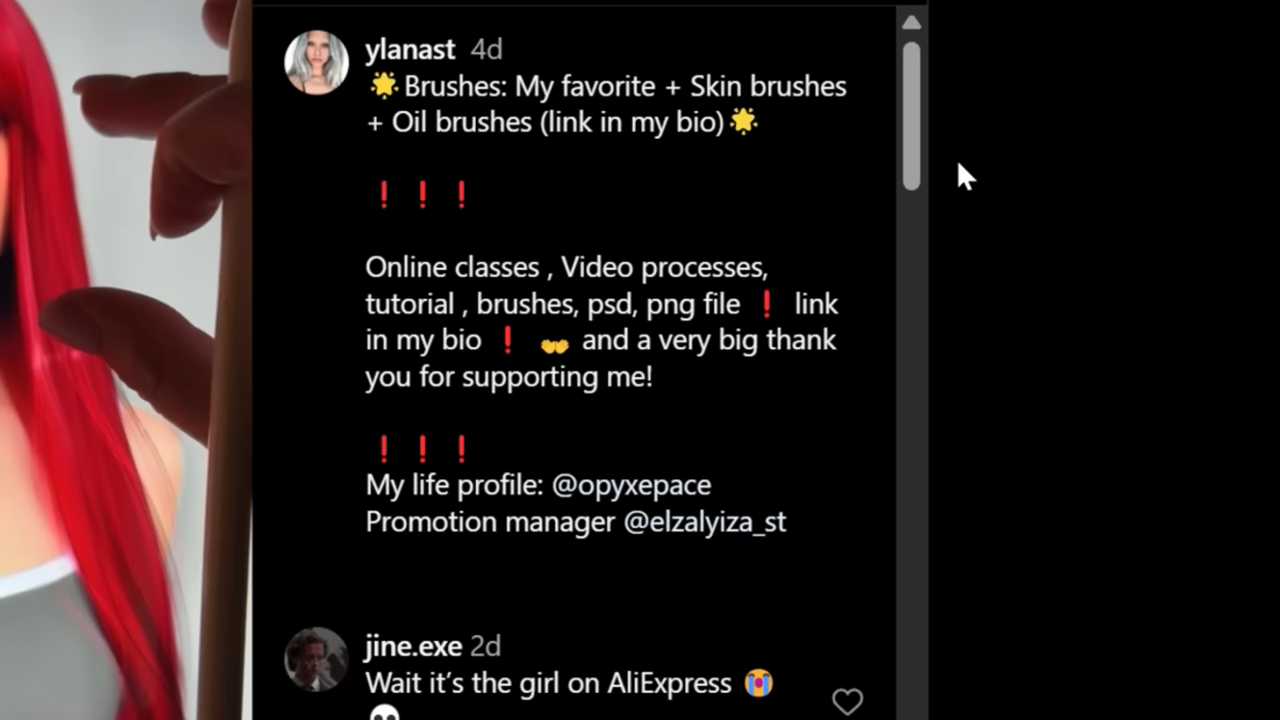 ylanast 4d
🌟Brushes: My favorite + Skin brushes
+ Oil brushes (link in my bio)🌟
❗ ❗ ❗
Online classes , Video processes,
tutorial , brushes, psd, png file ❗ link
in my bio ❗ 👐 and a very big thank
you for supporting me!
❗ ❗ ❗
My life profile: @opyxepace
Promotion manager @elzalyiza_st
jine.exe 2d
Wait it’s the girl on AliExpress 😭
💀